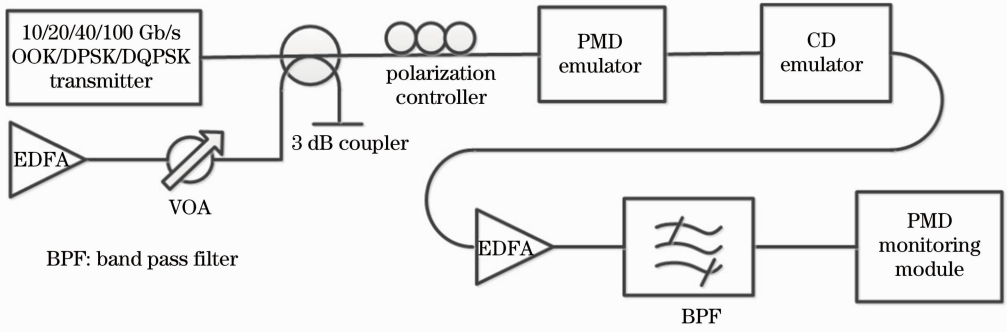 10/20/40/100 Gb/s
OOK/DPSK/DQPSK
transmitter
polarization
controller
PMD
emulator
CD
emulator
3 dB coupler
EDFA
VOA
BPF: band pass filter
EDFA
BPF
PMD
monitoring
module